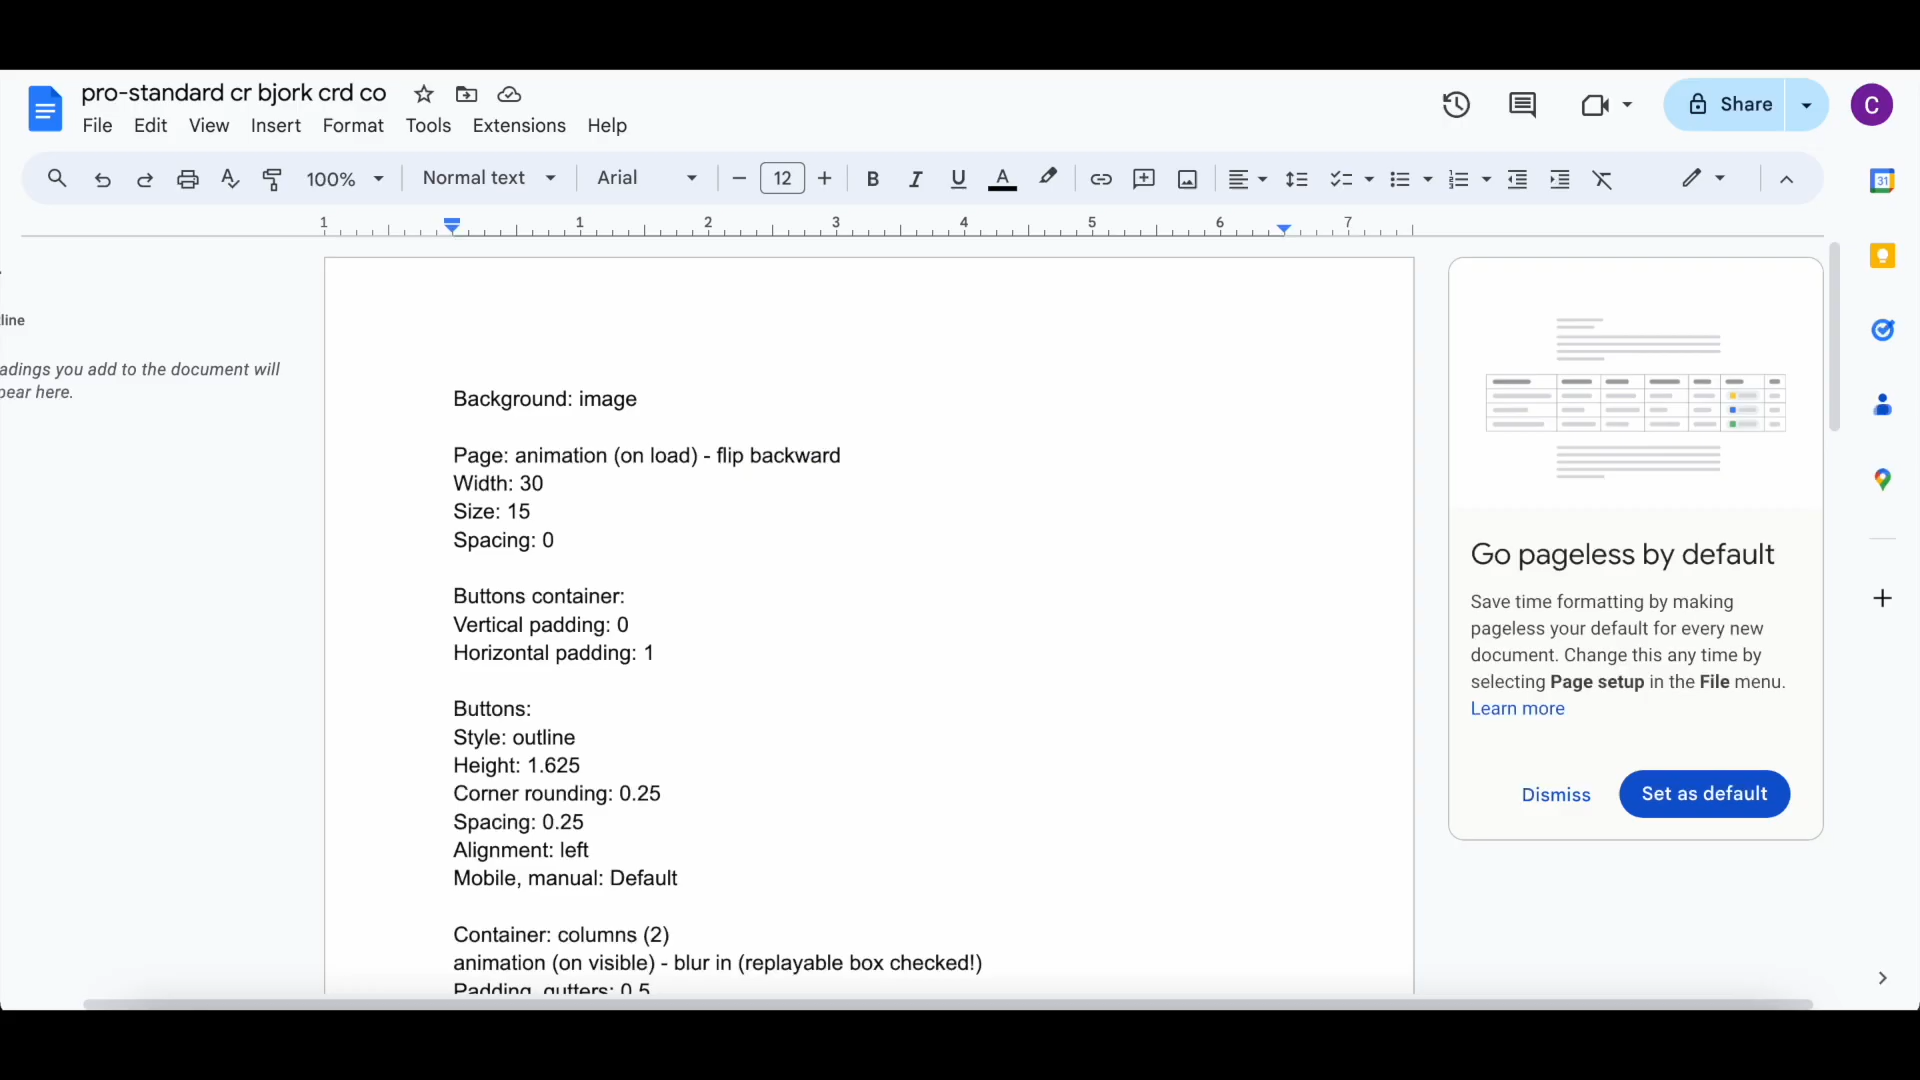 pro-standard cr bjork crd co
File Edit View Insert Format Tools Extensions Help
Share
C
100% Normal text Arial 12 B I U A
31
1 1 2 3 4 5 6 7
line
adings you add to the document will
pear here.
Background: image
Page: animation (on load) - flip backward
Width: 30
Size: 15
Spacing: 0
Buttons container:
Vertical padding: 0
Horizontal padding: 1
Buttons:
Style: outline
Height: 1.625
Corner rounding: 0.25
Spacing: 0.25
Alignment: left
Mobile, manual: Default
Container: columns (2)
animation (on visible) - blur in (replayable box checked!)
Padding, gutters: 0.5
Go pageless by default
Save time formatting by making
pageless your default for every new
document. Change this any time by
selecting Page setup in the File menu.
Learn more
Dismiss
Set as default